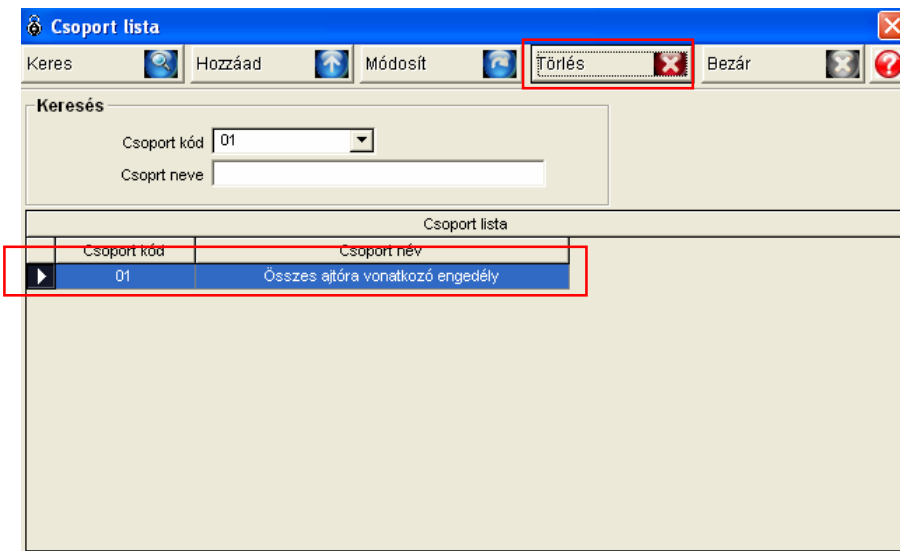 Csoport lista
Keres Hozzáad Módosít Törlés Bezár
Keresés
Csoport kód 01
Csoprt neve
Csoport lista
Csoport kód Csoport név
01 Összes ajtóra vonatkozó engedély